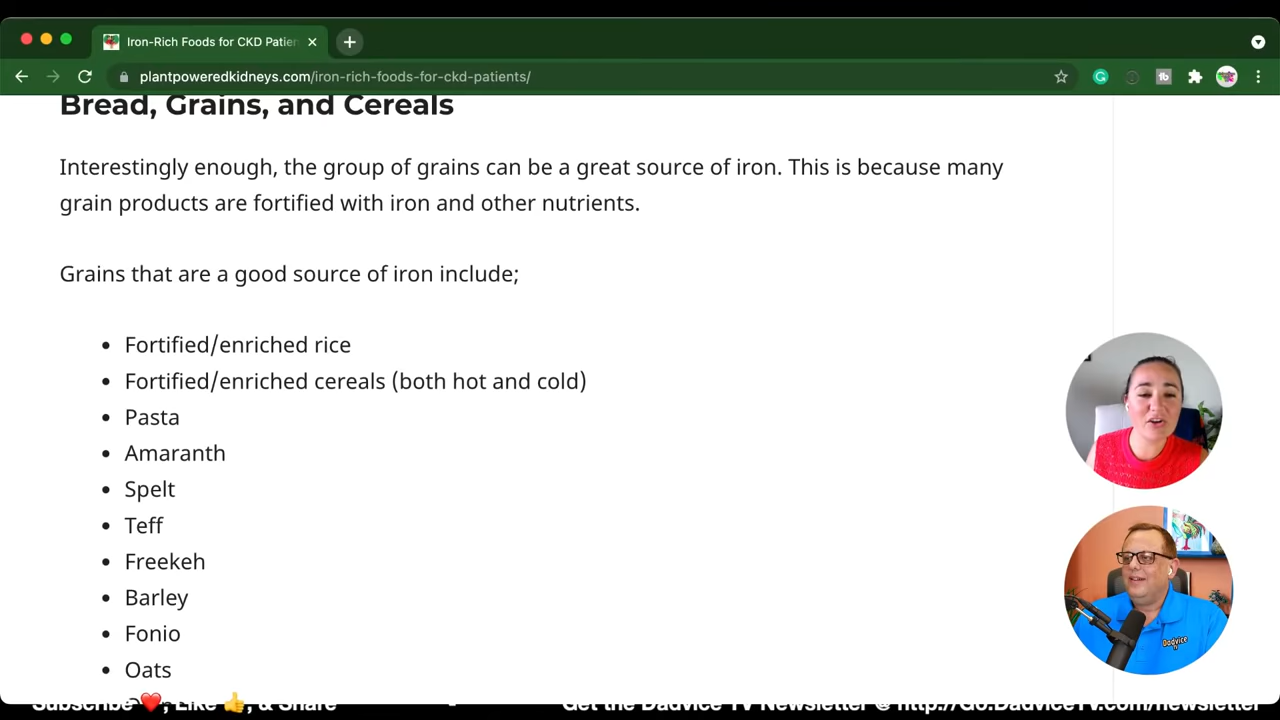 Iron-Rich Foods for CKD Patien
plantpoweredkidneys.com/iron-rich-foods-for-ckd-patients/
Bread, Grains, and Cereals
Interestingly enough, the group of grains can be a great source of iron. This is because many
grain products are fortified with iron and other nutrients.
Grains that are a good source of iron include;
• Fortified/enriched rice
• Fortified/enriched cereals (both hot and cold)
• Pasta
• Amaranth
• Spelt
• Teff
• Freekeh
• Barley
• Fonio
• Oats
Dadvice
Subscribe ❤️, Like 👍, & Share
Get the Dadvice TV Newsletter @ http://Go.DadviceTV.com/newsletter